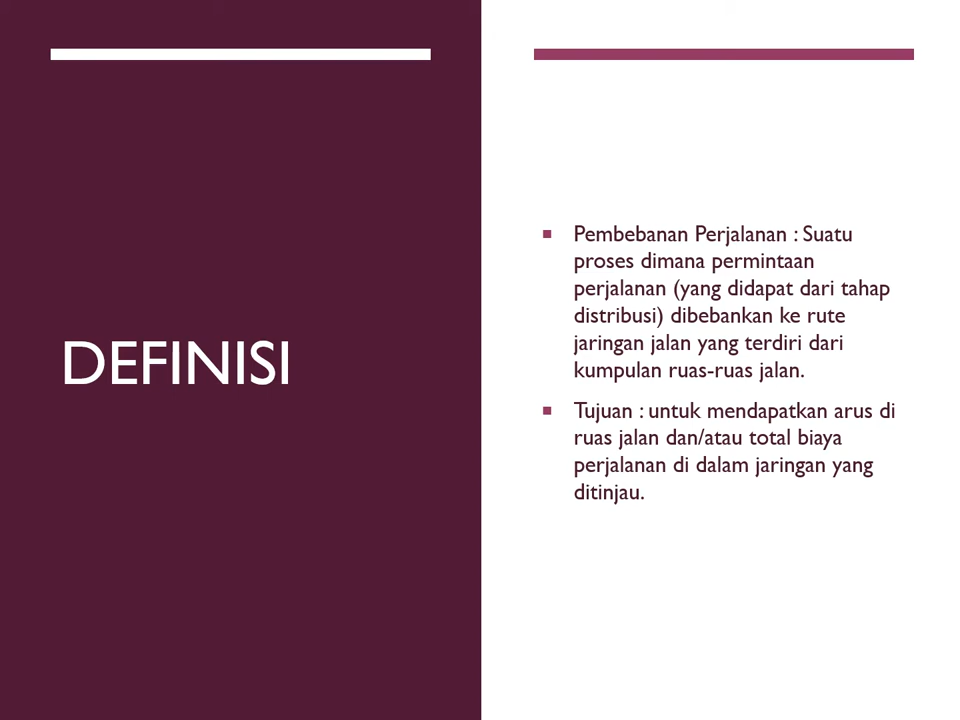 DEFINISI
Pembebanan Perjalanan : Suatu
proses dimana permintaan
perjalanan (yang didapat dari tahap
distribusi) dibebankan ke rute
jaringan jalan yang terdiri dari
kumpulan ruas-ruas jalan.
Tujuan : untuk mendapatkan arus di
ruas jalan dan/atau total biaya
perjalanan di dalam jaringan yang
ditinjau.